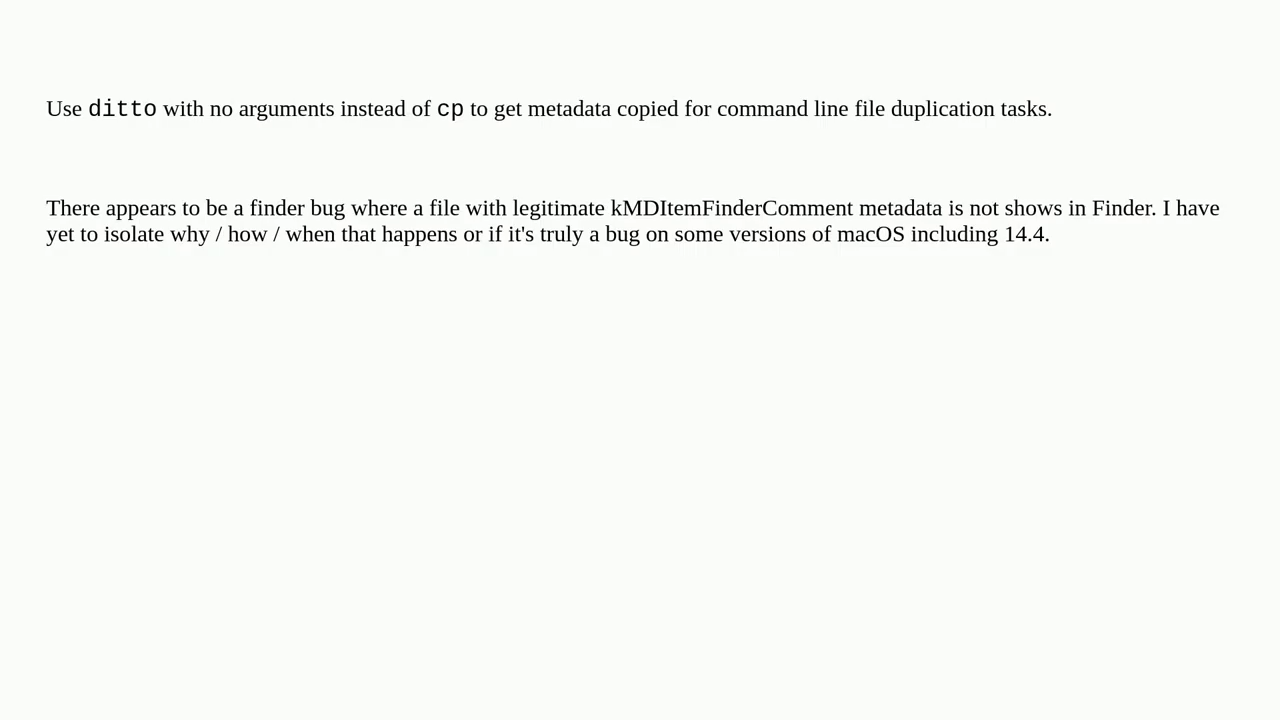 Use ditto with no arguments instead of cp to get metadata copied for command line file duplication tasks.
There appears to be a finder bug where a file with legitimate kMDItemFinderComment metadata is not shows in Finder. I have
yet to isolate why / how / when that happens or if it's truly a bug on some versions of macOS including 14.4.